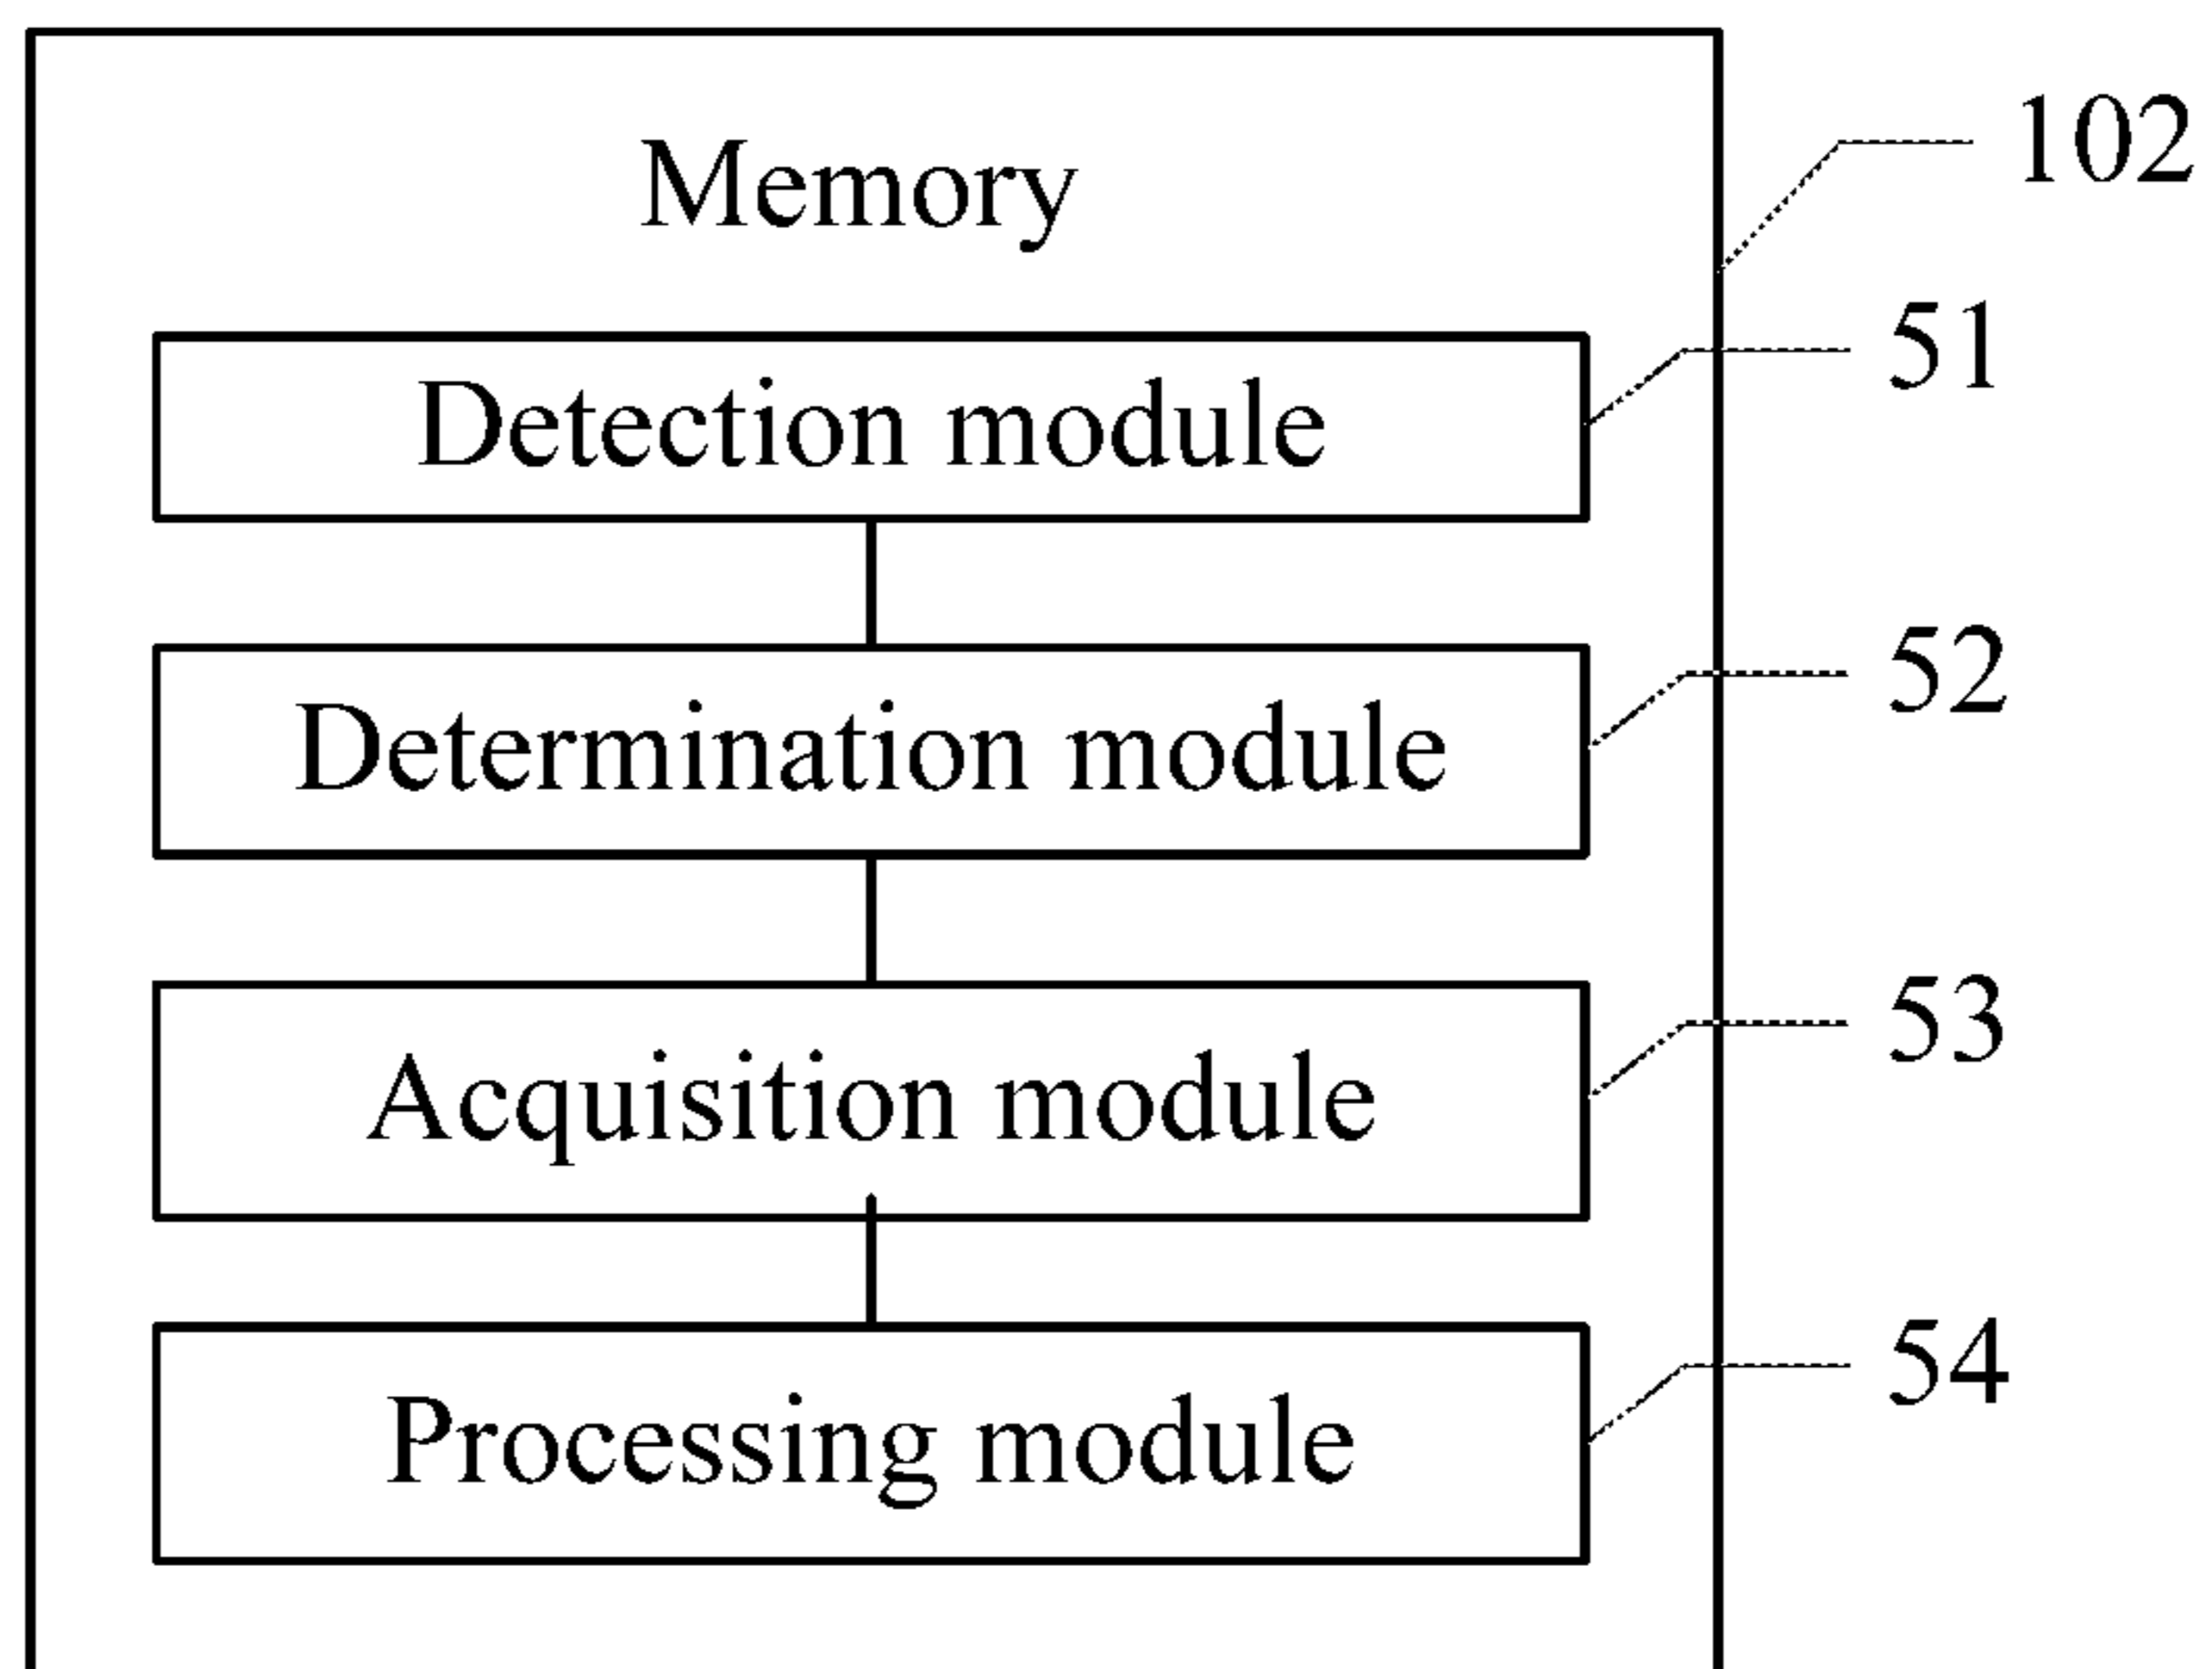 102
Memory
51
Detection module
52
Determination module
53
Acquisition module
54
Processing module